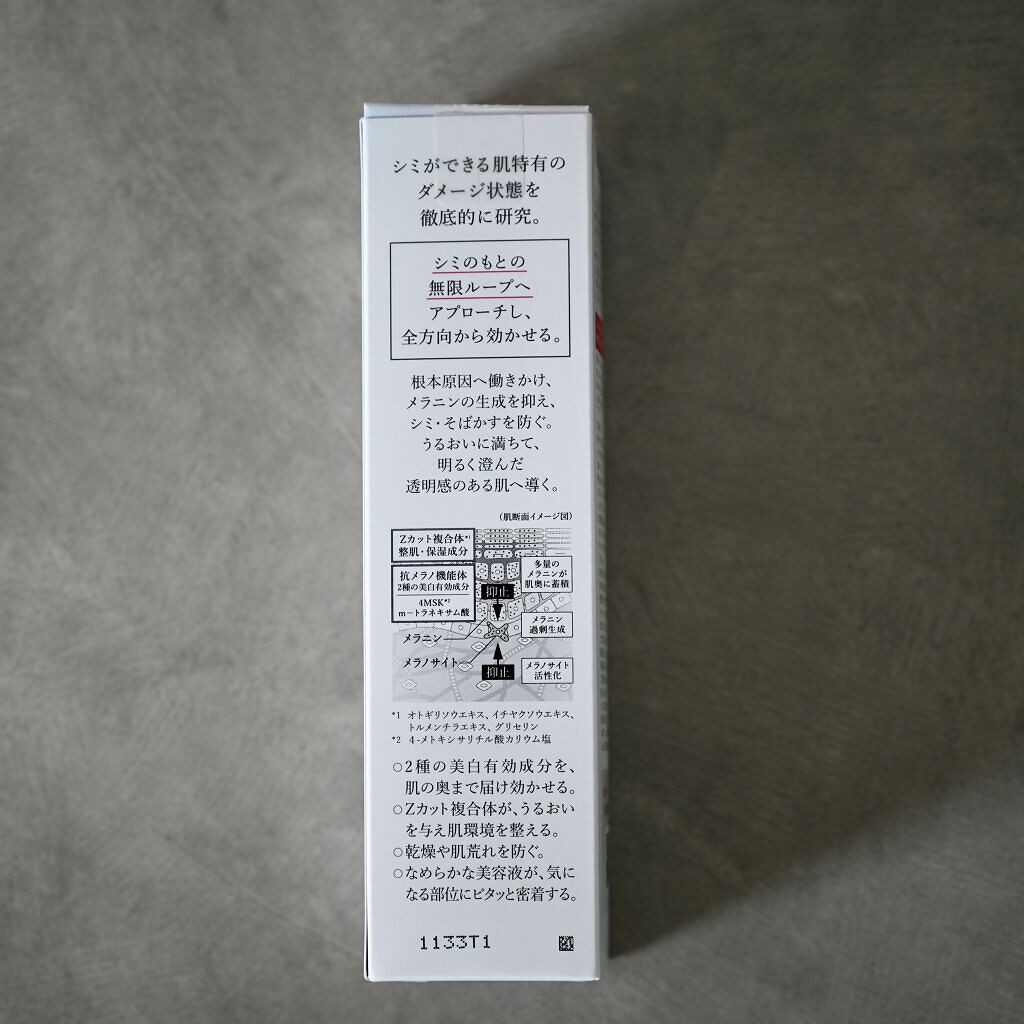 シミができる肌特有の
ダメージ状態を
徹底的に研究。
シミのもとの
無限ループへ
アプローチし、
全方向から効かせる。
根本原因へ働きかけ、
メラニンの生成を抑え、
シミ・そばかすを防ぐ。
うるおいに満ちて、
明るく澄んだ
透明感のある肌へ導く。
(肌断面イメージ図)
Zカット複合体*1
整肌・保湿成分
抗メラノ機能体
2種の美白有効成分
4MSK*2
m-トラネキサム酸
メラニン
メラノサイト
抑止
抑止
多量の
メラニンが
肌奥に蓄積
メラニン
過剰生成
メラノサイト
活性化
*1 オトギリソウエキス、イチヤクソウエキス、
トルメンチラエキス、グリセリン
*2 4-メトキシサリチル酸カリウム塩
○2種の美白有効成分を、
肌の奥まで届け効かせる。
○Zカット複合体が、うるおい
を与え肌環境を整える。
○乾燥や肌荒れを防ぐ。
○なめらかな美容液が、気に
なる部位にピタッと密着する。
1133T1